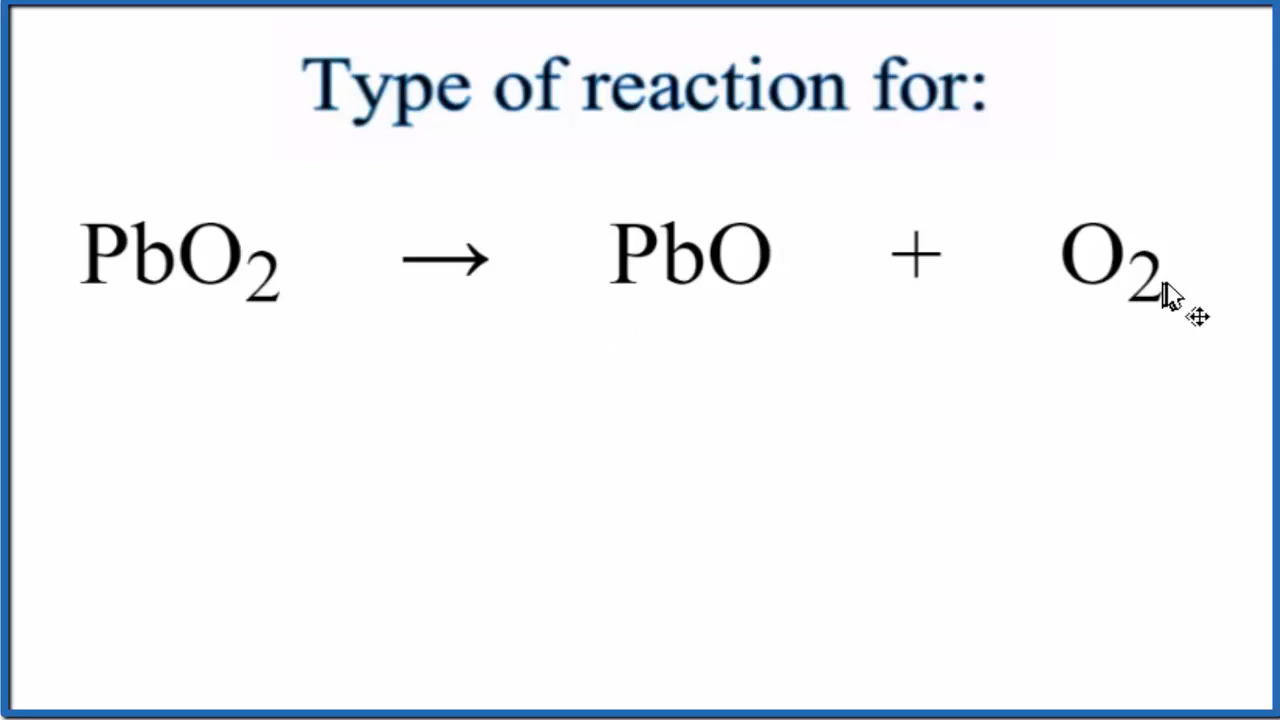 Type of reaction for:
PbO₂ → PbO + O₂